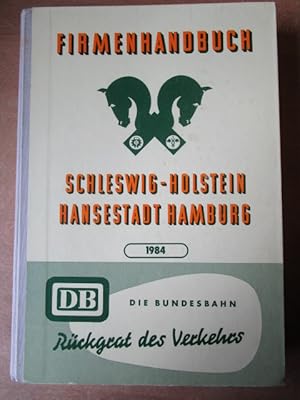 FIRMENHANDBUCH
SCHLESWIG-HOLSTEIN
HANSESTADT HAMBURG
1984
DB
DIE BUNDESBAHN
Rückgrat des Verkehrs